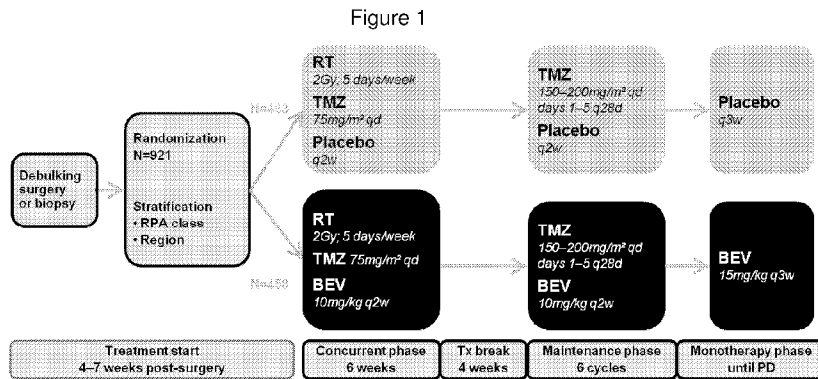 Figure 1
Debulking
surgery
or biopsy
Randomization
N=921
Stratification
• RPA class
• Region
N=463
RT
2Gy; 5 days/week
TMZ
75mg/m² qd
Placebo
q2w
TMZ
150–200mg/m² qd
days 1–5 q28d
Placebo
q2w
Placebo
q3w
N=458
RT
2Gy; 5 days/week
TMZ 75mg/m² qd
BEV
10mg/kg q2w
TMZ
150–200mg/m² qd
days 1–5 q28d
BEV
10mg/kg q2w
BEV
15mg/kg q3w
Treatment start
4–7 weeks post-surgery
Concurrent phase
6 weeks
Tx break
4 weeks
Maintenance phase
6 cycles
Monotherapy phase
until PD